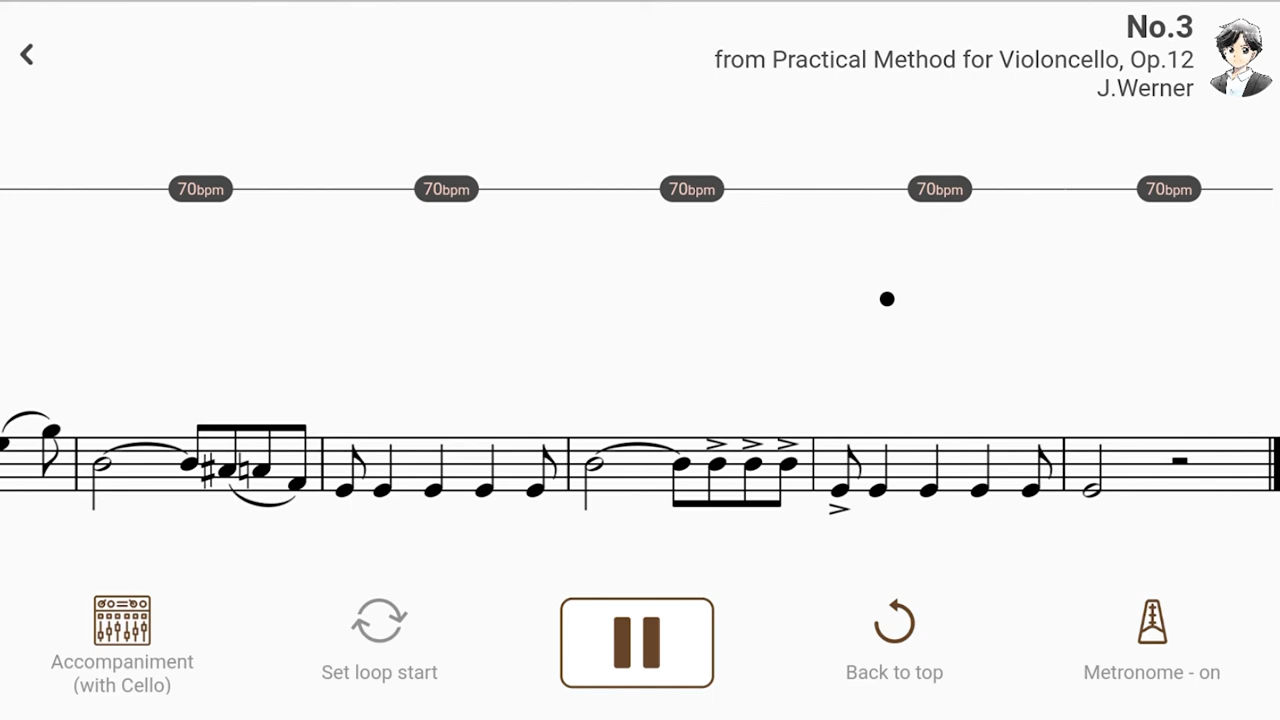 No.3
from Practical Method for Violoncello, Op.12
J.Werner
70bpm 70bpm 70bpm 70bpm 70bpm
Accompaniment
(with Cello)
Set loop start
Back to top
Metronome - on